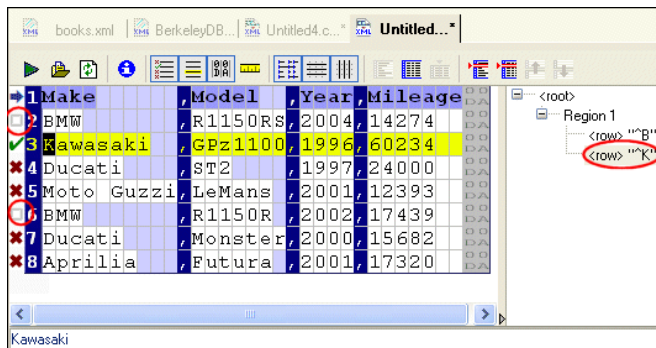 books.xml BerkeleyDB... Untitled4.c...* Untitled...*
1 Make ,Model ,Year,Mileage
2 BMW ,R1150RS,2004,14274
3 Kawasaki ,GPz1100,1996,60234
4 Ducati ,ST2 ,1997,24000
5 Moto Guzzi,LeMans ,2001,12393
6 BMW ,R1150R ,2002,17439
7 Ducati ,Monster,2000,15682
8 Aprilia ,Futura ,2001,17320
<root>
Region 1
<row> "^B"
<row> "^K"
Kawasaki